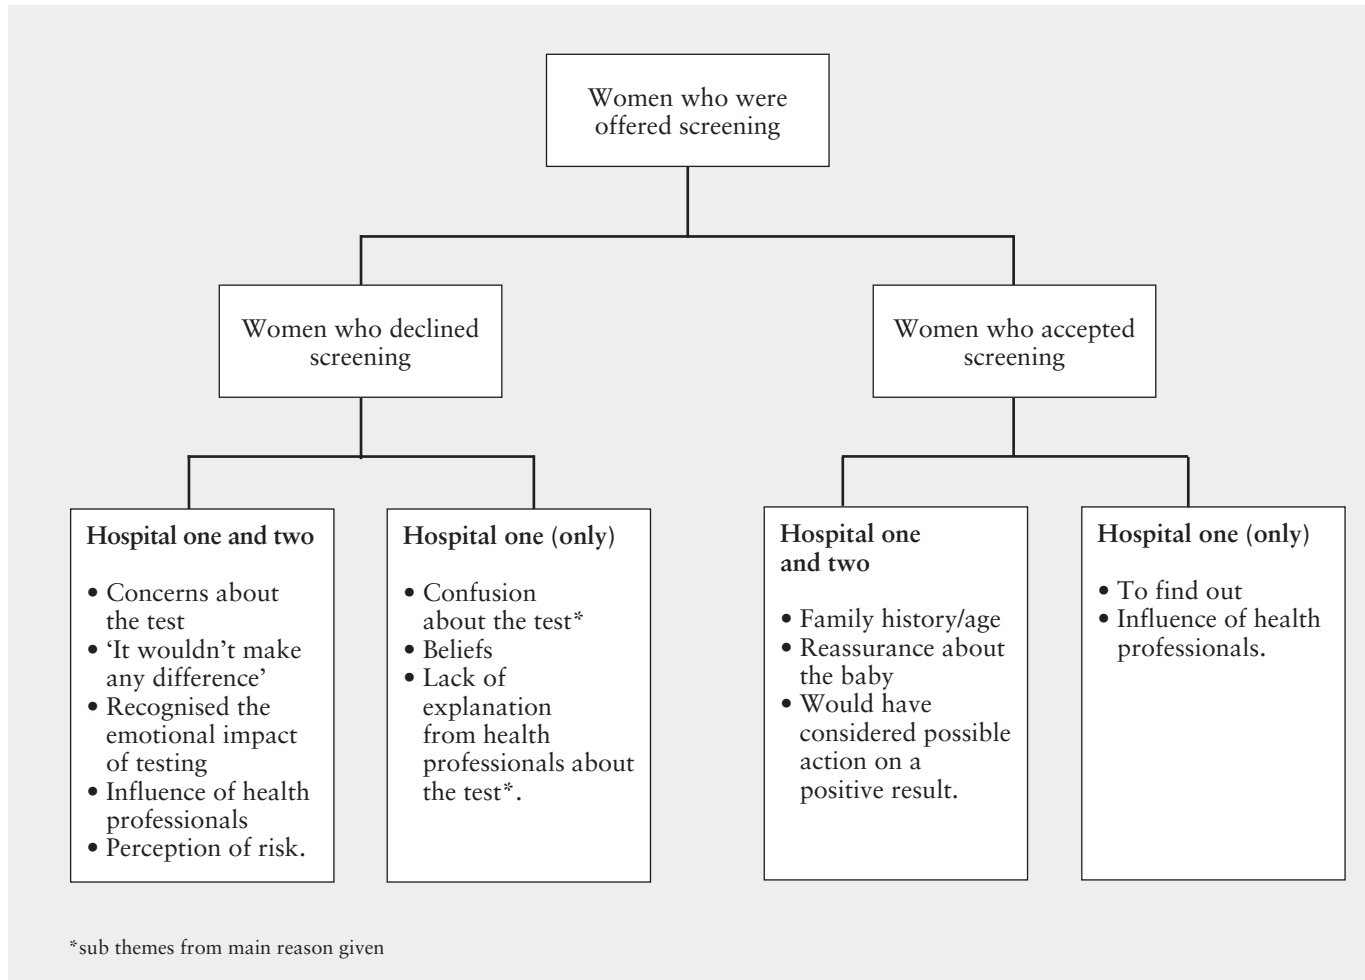 Women who were
offered screening
Women who declined
screening
Women who accepted
screening
Hospital one and two
• Concerns about
the test
• ‘It wouldn’t make
any difference’
• Recognised the
emotional impact
of testing
• Influence of health
professionals
• Perception of risk.
Hospital one (only)
• Confusion
about the test*
• Beliefs
• Lack of
explanation
from health
professionals about
the test*.
Hospital one
and two
• Family history/age
• Reassurance about
the baby
• Would have
considered possible
action on a
positive result.
Hospital one (only)
• To find out
• Influence of health
professionals.
*sub themes from main reason given